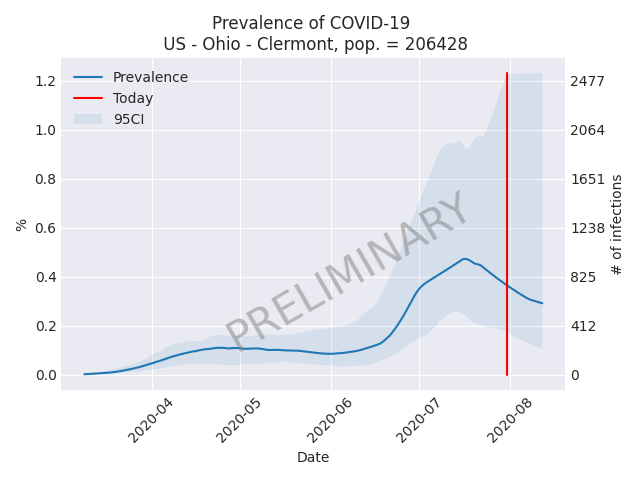 Prevalence of COVID-19
US - Ohio - Clermont, pop. = 206428
Prevalence
Today
95CI
1.2
1.0
0.8
0.6
0.4
0.2
0.0
%
2477
2064
1651
1238
825
412
0
# of infections
PRELIMINARY
2020-04
2020-05
2020-06
2020-07
2020-08
Date